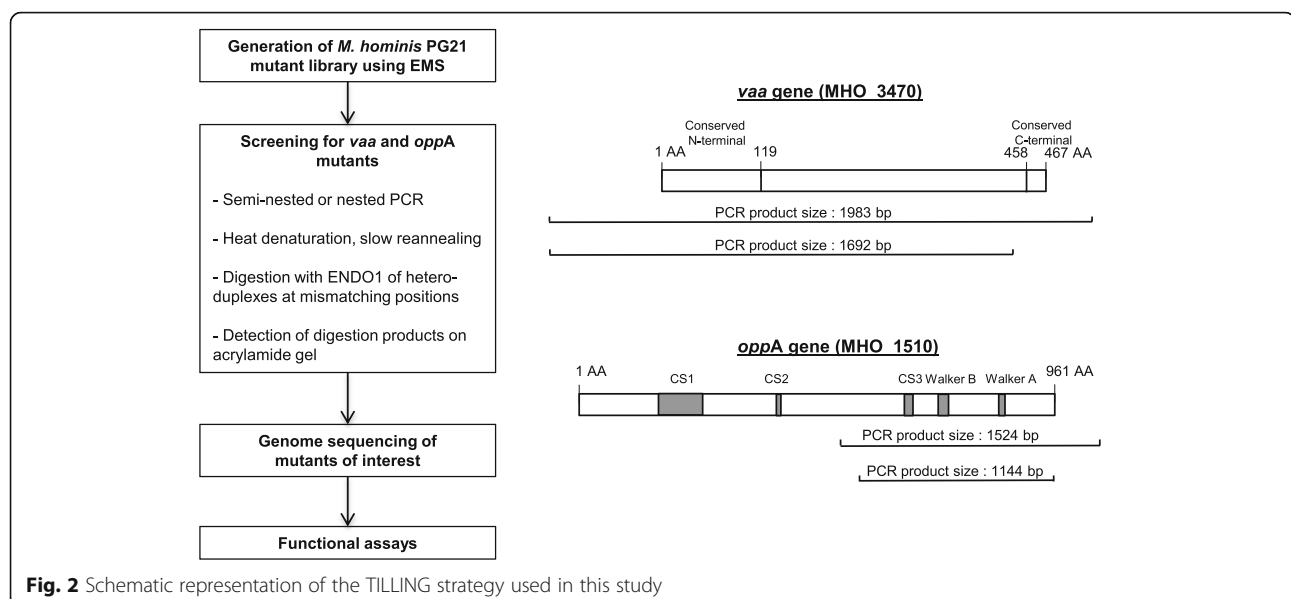 Generation of M. hominis PG21
mutant library using EMS
Screening for vaa and oppA
mutants
- Semi-nested or nested PCR
- Heat denaturation, slow reannealing
- Digestion with ENDO1 of hetero-
duplexes at mismatching positions
- Detection of digestion products on
acrylamide gel
Genome sequencing of
mutants of interest
Functional assays
vaa gene (MHO_3470)
Conserved
N-terminal
Conserved
C-terminal
1 AA
119
458
467 AA
PCR product size : 1983 bp
PCR product size : 1692 bp
oppA gene (MHO_1510)
1 AA
961 AA
CS1
CS2
CS3
Walker B
Walker A
PCR product size : 1524 bp
PCR product size : 1144 bp
Fig. 2 Schematic representation of the TILLING strategy used in this study